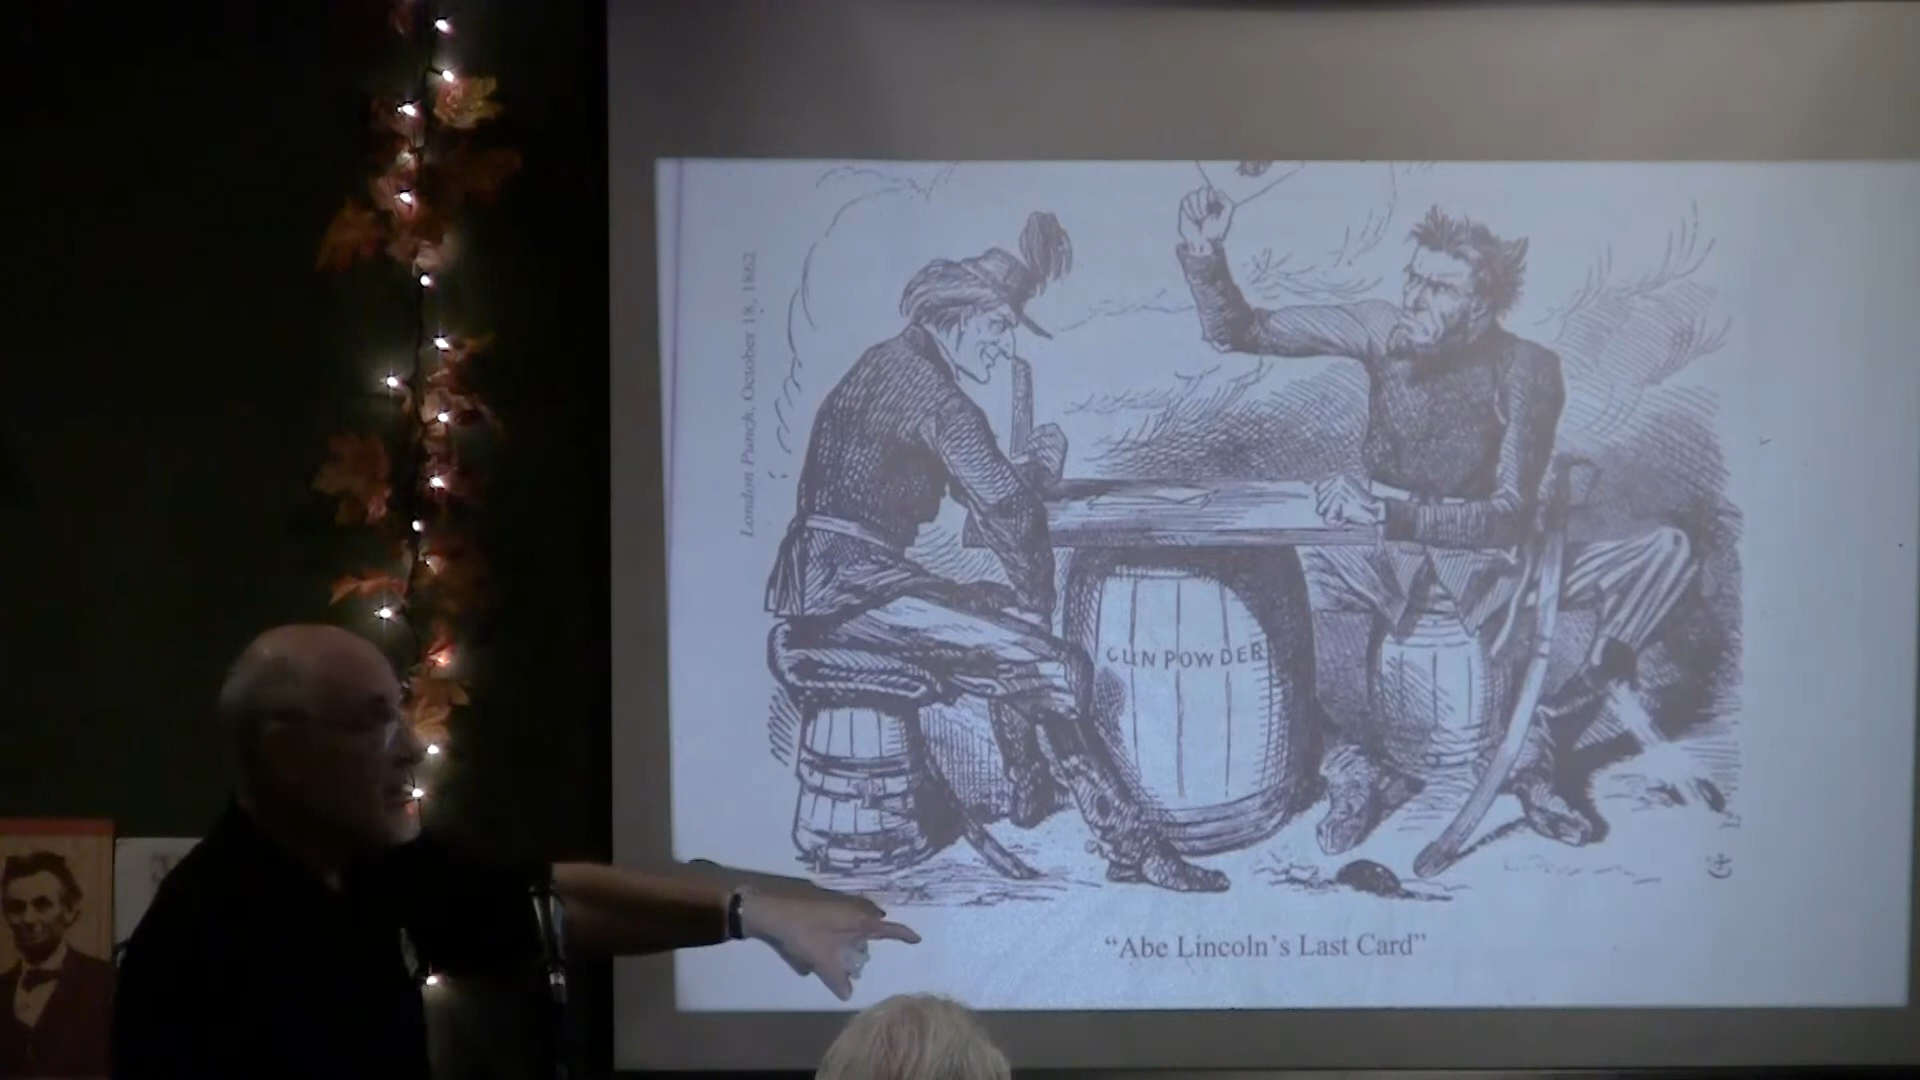 London Punch, October 18, 1862
GUNPOWDER
“Abe Lincoln’s Last Card”